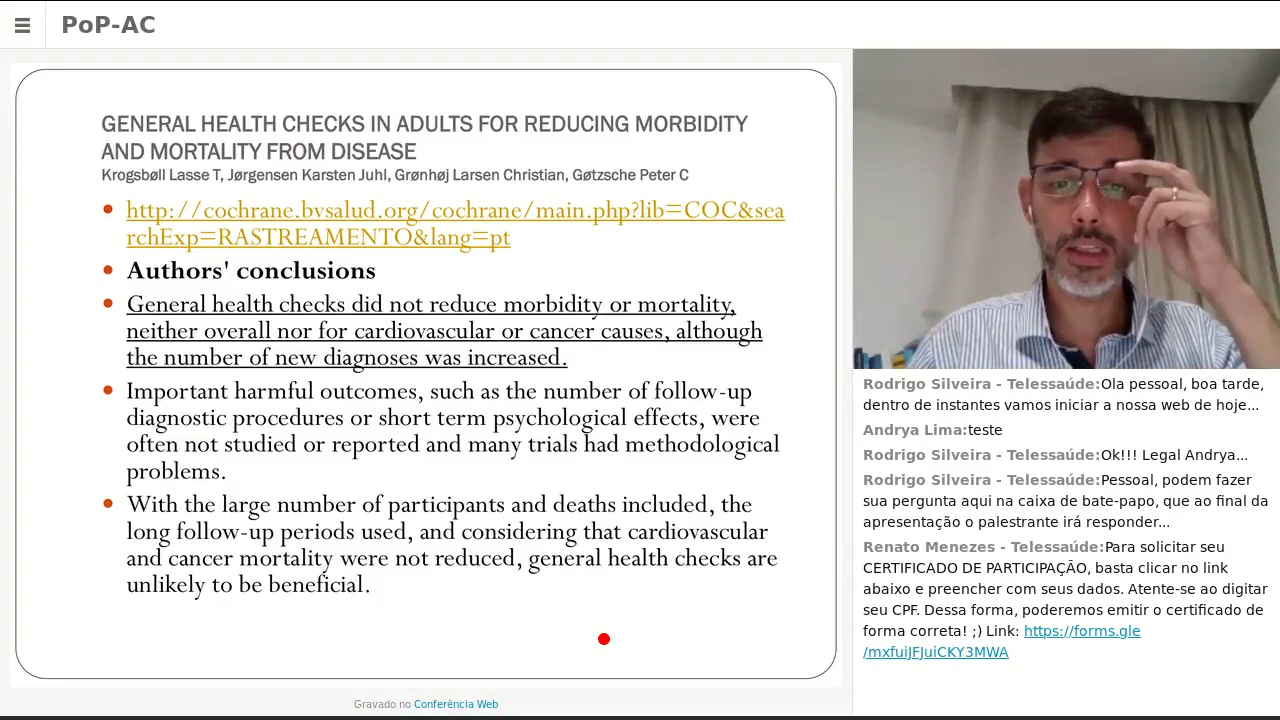 PoP-AC
GENERAL HEALTH CHECKS IN ADULTS FOR REDUCING MORBIDITY
AND MORTALITY FROM DISEASE
Krogsbøll Lasse T, Jørgensen Karsten Juhl, Grønhøj Larsen Christian, Gøtzsche Peter C
http://cochrane.bvsalud.org/cochrane/main.php?lib=COC&sea
rchExp=RASTREAMENTO&lang=pt
Authors' conclusions
General health checks did not reduce morbidity or mortality,
neither overall nor for cardiovascular or cancer causes, although
the number of new diagnoses was increased.
Important harmful outcomes, such as the number of follow-up
diagnostic procedures or short term psychological effects, were
often not studied or reported and many trials had methodological
problems.
With the large number of participants and deaths included, the
long follow-up periods used, and considering that cardiovascular
and cancer mortality were not reduced, general health checks are
unlikely to be beneficial.
Gravado no Conferência Web
Rodrigo Silveira - Telessaúde:Ola pessoal, boa tarde,
dentro de instantes vamos iniciar a nossa web de hoje...
Andrya Lima:teste
Rodrigo Silveira - Telessaúde:Ok!!! Legal Andrya...
Rodrigo Silveira - Telessaúde:Pessoal, podem fazer
sua pergunta aqui na caixa de bate-papo, que ao final da
apresentação o palestrante irá responder...
Renato Menezes - Telessaúde:Para solicitar seu
CERTIFICADO DE PARTICIPAÇÃO, basta clicar no link
abaixo e preencher com seus dados. Atente-se ao digitar
seu CPF. Dessa forma, poderemos emitir o certificado de
forma correta! ;) Link: https://forms.gle
/mxfuiJFJuiCKY3MWA